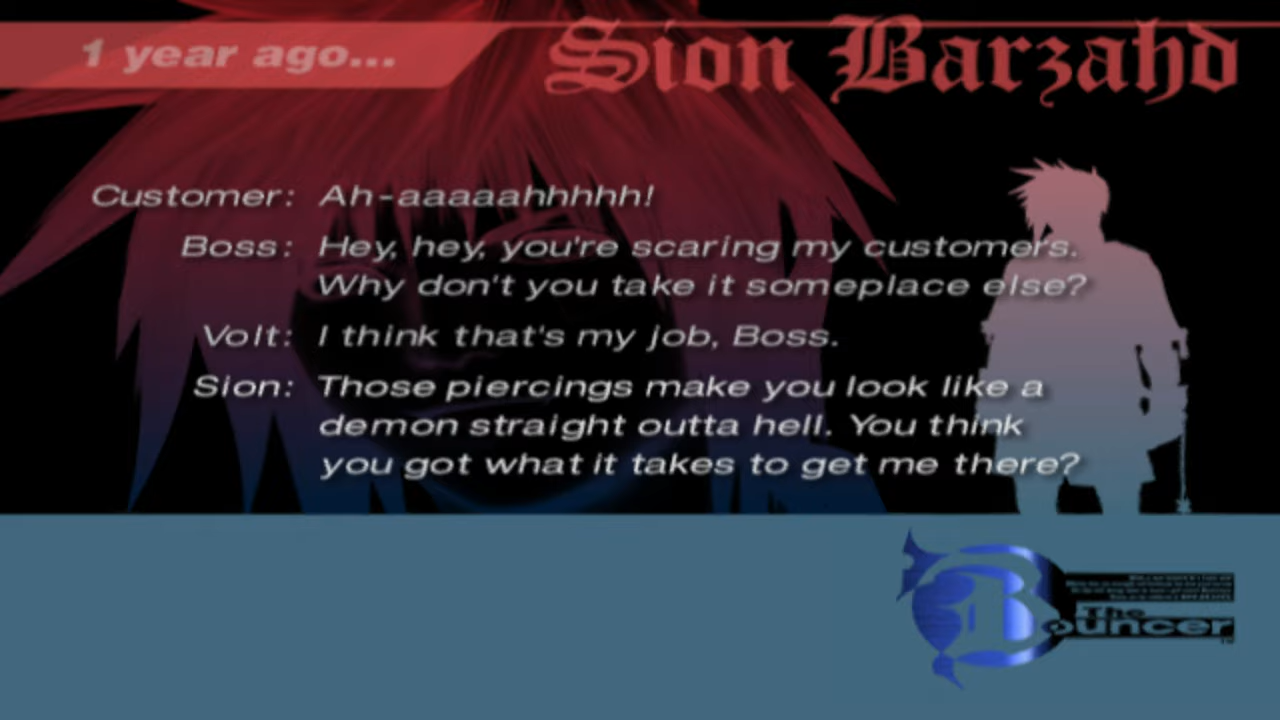 1 year ago...
Sion Barzahd
Customer: Ah-aaaaahhhhh!
Boss: Hey, hey, you're scaring my customers.
Why don't you take it someplace else?
Volt: I think that's my job, Boss.
Sion: Those piercings make you look like a
demon straight outta hell. You think
you got what it takes to get me there?
B
The
Bouncer
TM